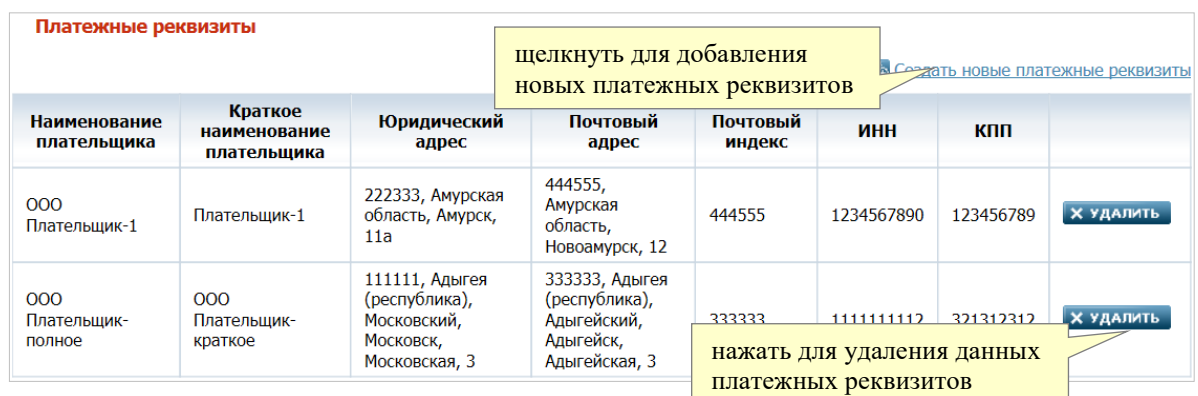 Платежные реквизиты
щелкнуть для добавления
новых платежных реквизитов
Создать новые платежные реквизиты
Наименование
плательщика
Краткое
наименование
плательщика
Юридический
адрес
Почтовый
адрес
Почтовый
индекс
ИНН
КПП
ООО
Плательщик-1
Плательщик-1
222333, Амурская
область, Амурск,
11а
444555,
Амурская
область,
Новоамурск, 12
444555
1234567890
123456789
X УДАЛИТЬ
ООО
Плательщик-
полное
ООО
Плательщик-
краткое
111111, Адыгея
(республика),
Московский,
Московск,
Московская, 3
333333, Адыгея
(республика),
Адыгейский,
Адыгейск,
Адыгейская, 3
333333
1111111112
321312312
X УДАЛИТЬ
нажать для удаления данных
платежных реквизитов